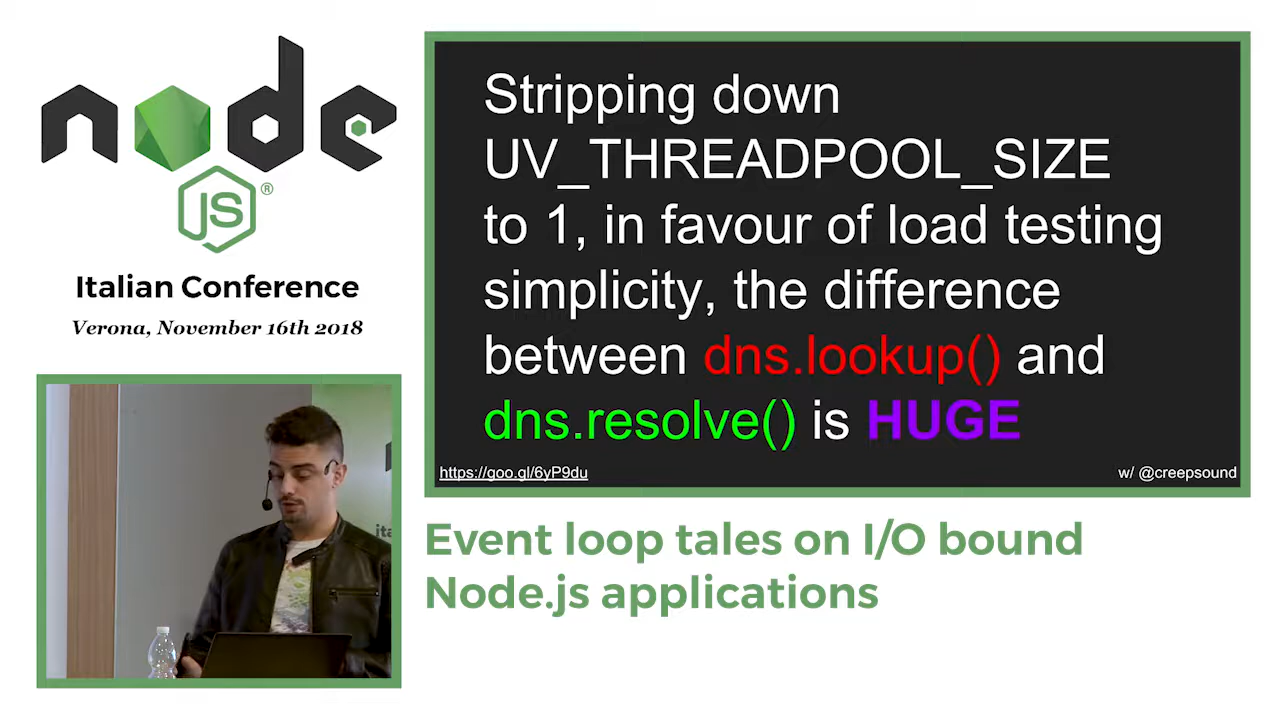 node
JS ®
Italian Conference
Verona, November 16th 2018
Stripping down
UV_THREADPOOL_SIZE
to 1, in favour of load testing
simplicity, the difference
between dns.lookup() and
dns.resolve() is HUGE
https://goo.gl/6yP9du
w/ @creepsound
Event loop tales on I/O bound
Node.js applications